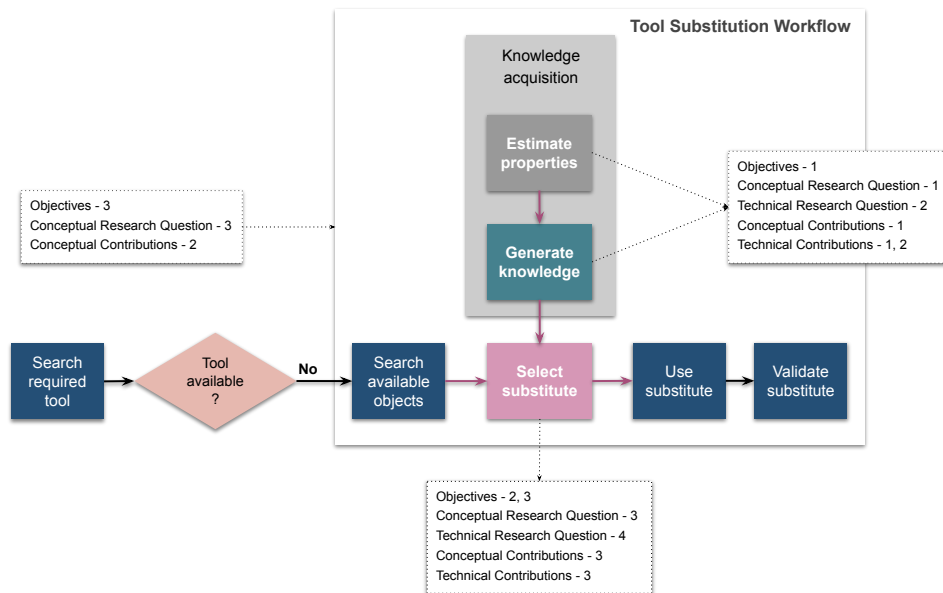 Tool Substitution Workflow
Knowledge
acquisition
Estimate
properties
Objectives - 1
Conceptual Research Question - 1
Technical Research Question - 2
Conceptual Contributions - 1
Technical Contributions - 1, 2
Objectives - 3
Conceptual Research Question - 3
Conceptual Contributions - 2
Generate
knowledge
Search
required
tool
Tool
available
?
No
Search
available
objects
Select
substitute
Use
substitute
Validate
substitute
Objectives - 2, 3
Conceptual Research Question - 3
Technical Research Question - 4
Conceptual Contributions - 3
Technical Contributions - 3